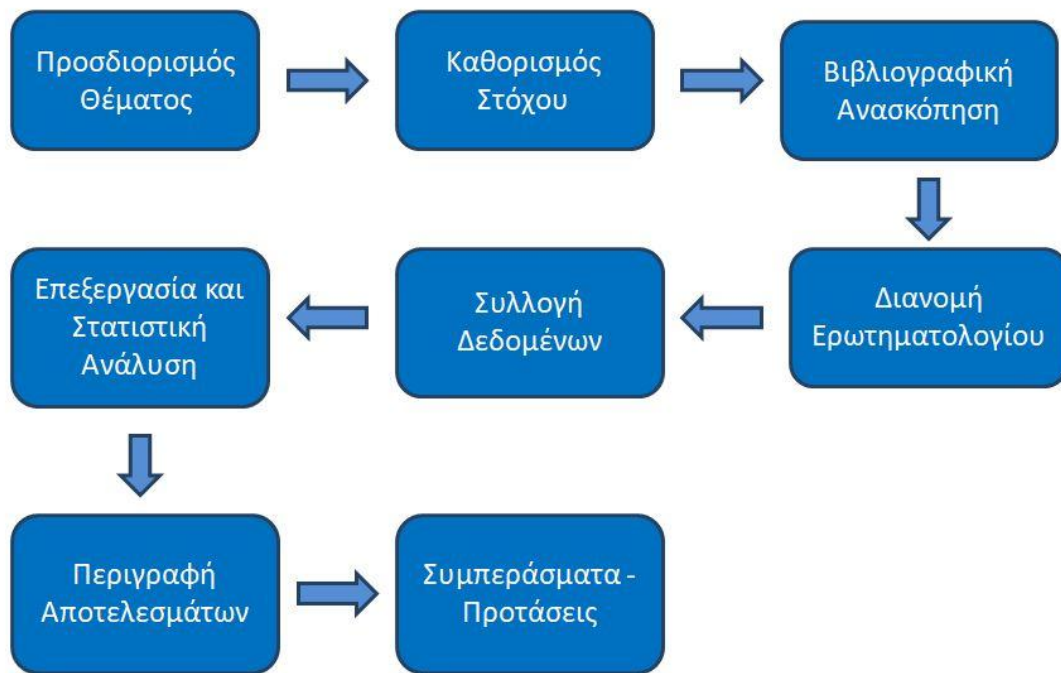 Προσδιορισμός
Θέματος
Καθορισμός
Στόχου
Βιβλιογραφική
Ανασκόπηση
Διανομή
Ερωτηματολογίου
Συλλογή
Δεδομένων
Επεξεργασία και
Στατιστική
Ανάλυση
Περιγραφή
Αποτελεσμάτων
Συμπεράσματα -
Προτάσεις